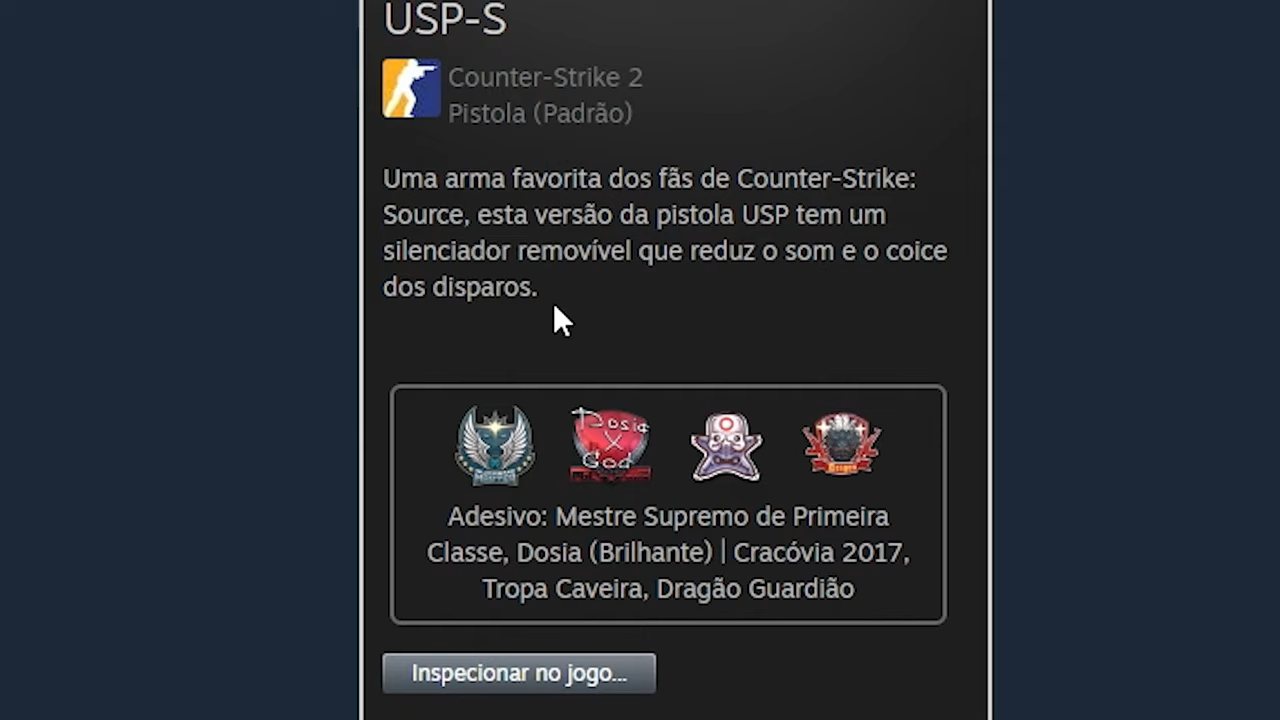 USP-S
Counter-Strike 2
Pistola (Padrão)
Uma arma favorita dos fãs de Counter-Strike:
Source, esta versão da pistola USP tem um
silenciador removível que reduz o som e o coice
dos disparos.
Dosia
X
God
Adesivo: Mestre Supremo de Primeira
Classe, Dosia (Brilhante) | Cracóvia 2017,
Tropa Caveira, Dragão Guardião
Inspecionar no jogo...